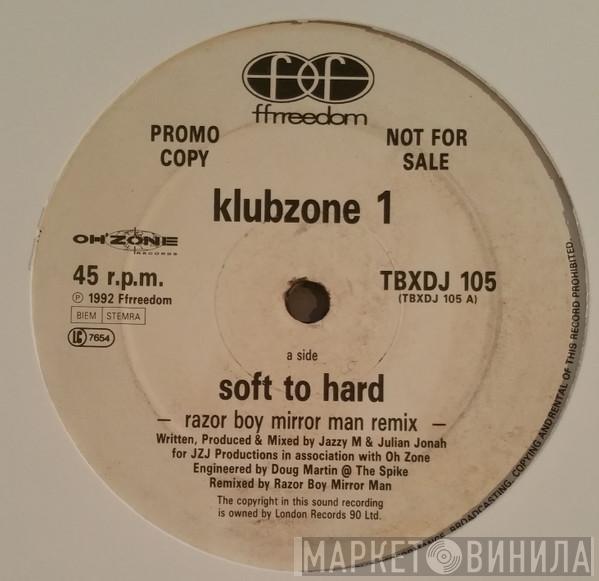 ff
ffrreedom
PROMO COPY
NOT FOR SALE
klubzone 1
OH'ZONE
RECORDS
45 r.p.m.
℗ 1992 Ffrreedom
BIEM STEMRA
LC 7654
TBXDJ 105
(TBXDJ 105 A)
a side
soft to hard
– razor boy mirror man remix –
Written, Produced & Mixed by Jazzy M & Julian Jonah
for JZJ Productions in association with Oh Zone
Engineered by Doug Martin @ The Spike
Remixed by Razor Boy Mirror Man
The copyright in this sound recording
is owned by London Records 90 Ltd.
BROADCASTING, COPYING AND RENTAL OF THIS RECORD PROHIBITED.
МАРКЕТ ВИНИЛА